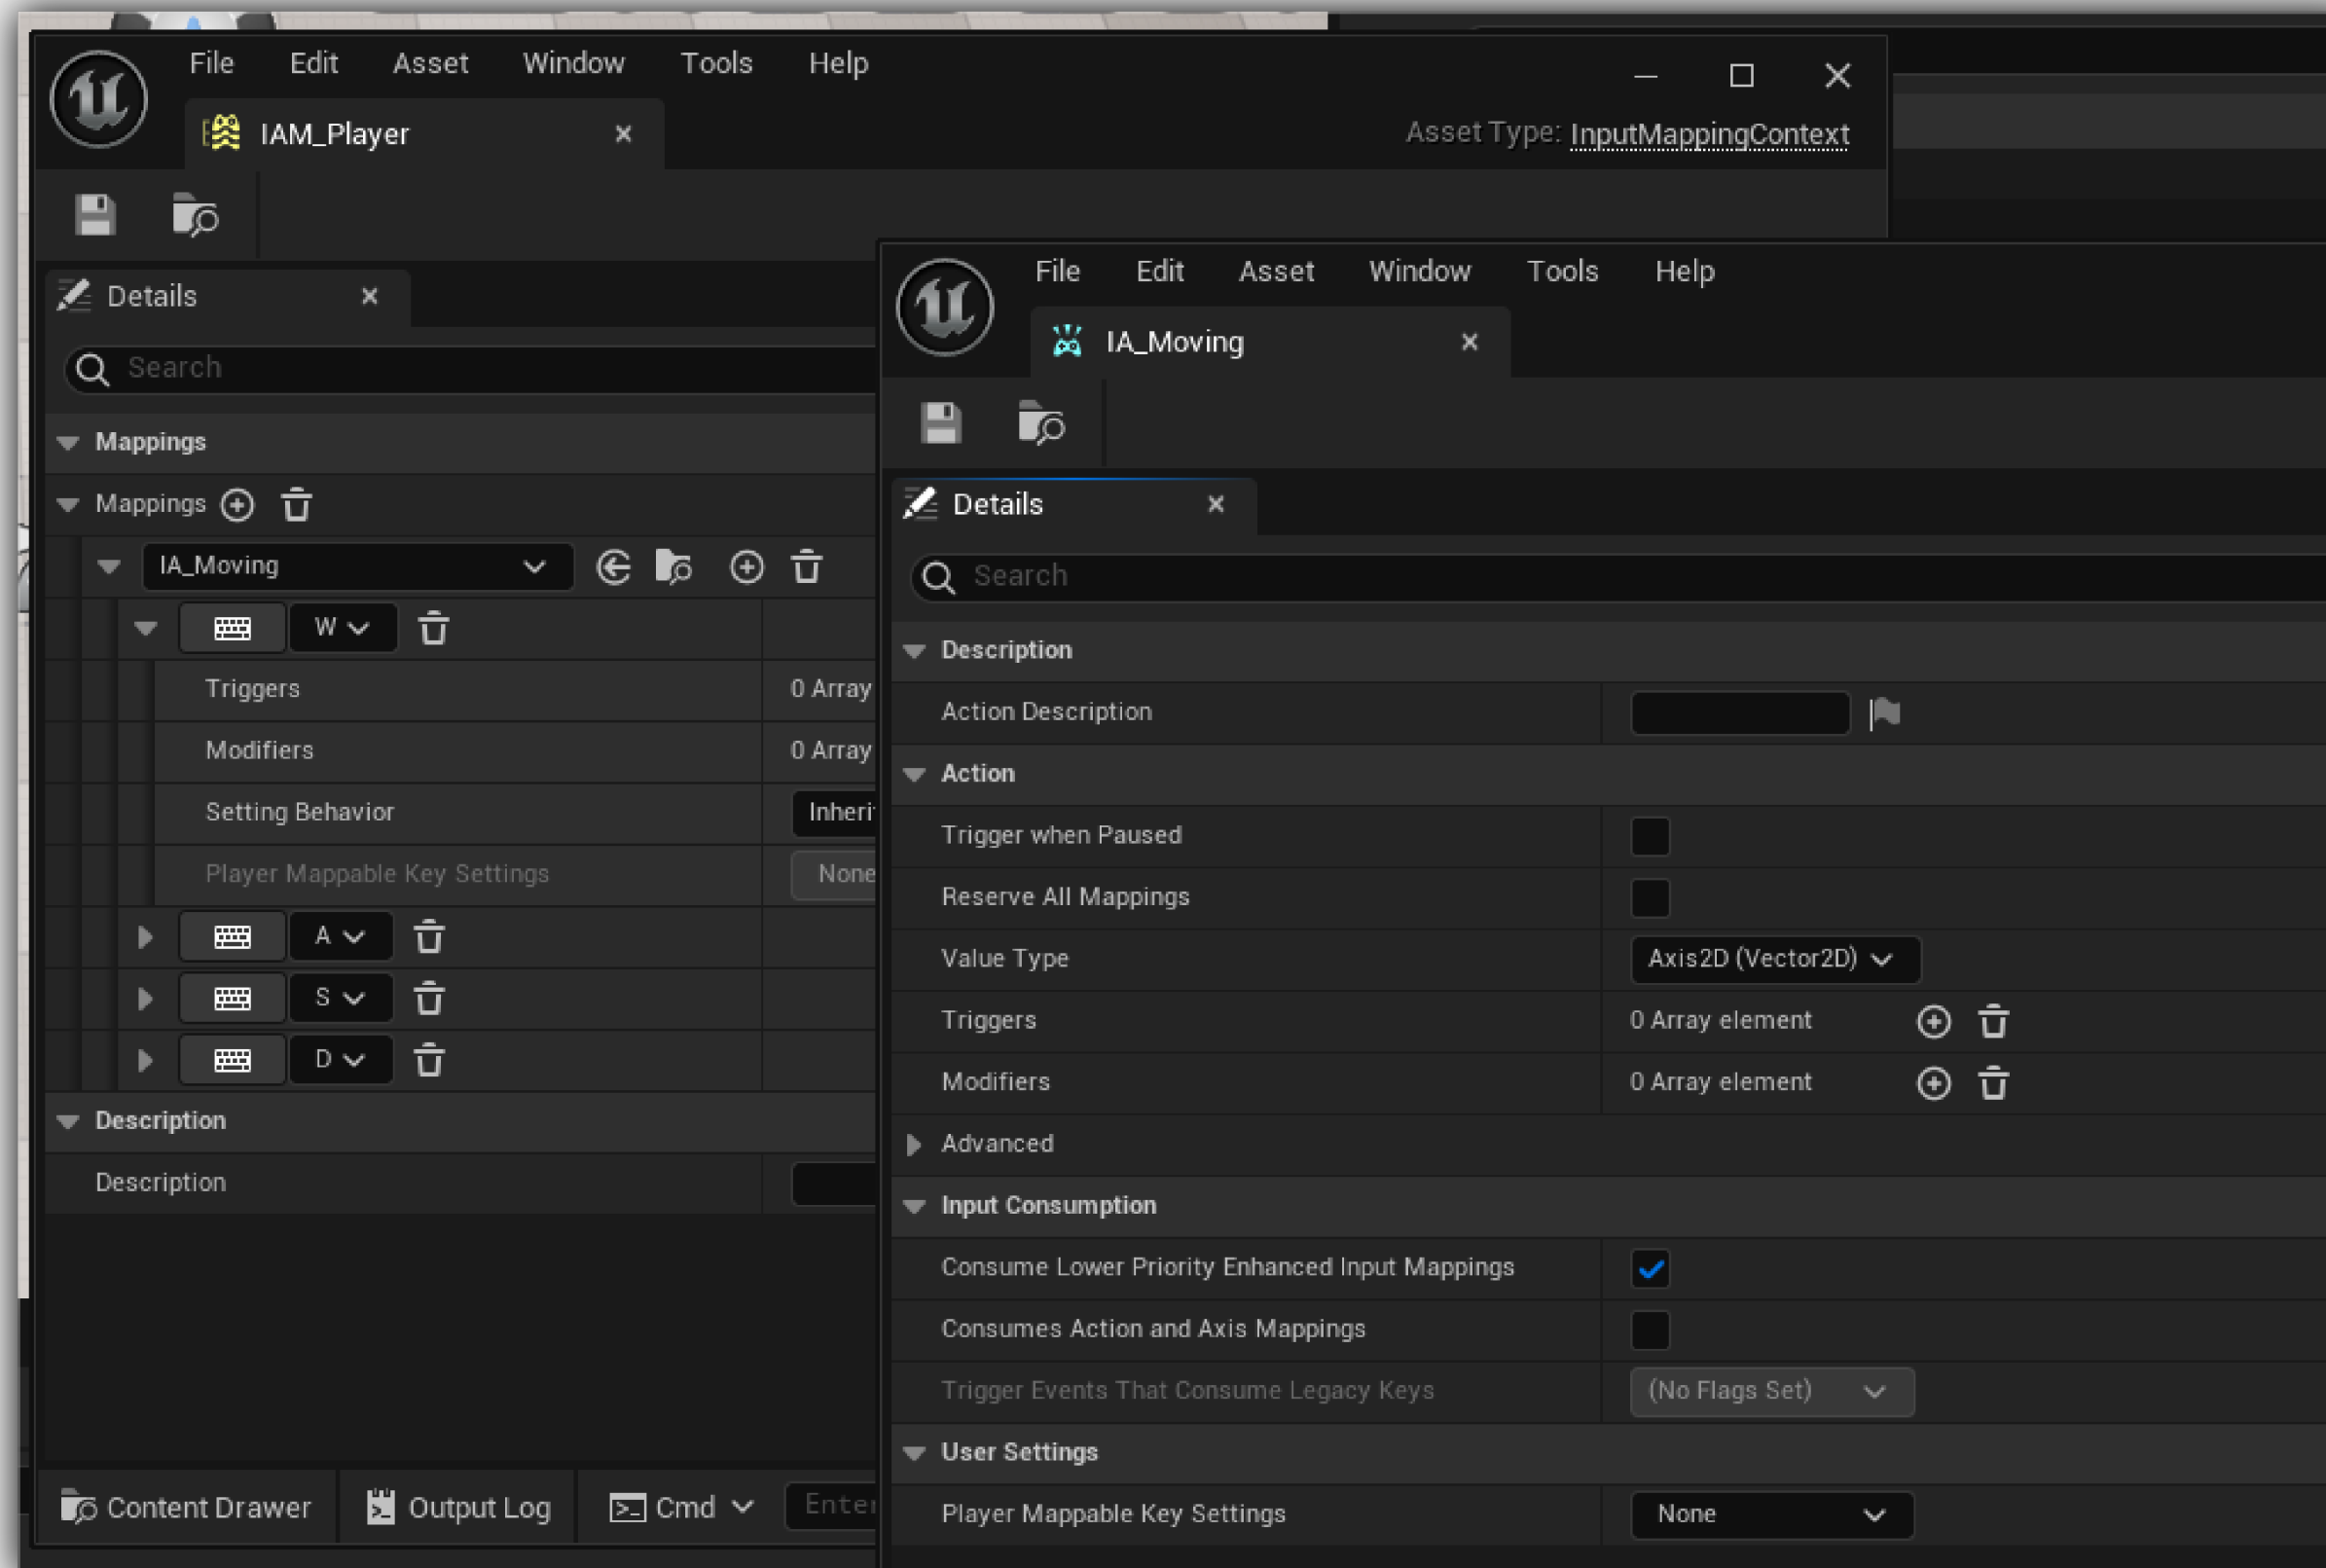 File Edit Asset Window Tools Help
IAM_Player
Asset Type: InputMappingContext
Details
Search
Mappings
Mappings
IA_Moving
W
Triggers
0 Array
Modifiers
0 Array
Setting Behavior
Inheri
Player Mappable Key Settings
None
A
S
D
Description
Description
Content Drawer
Output Log
Cmd
Enter
File Edit Asset Window Tools Help
IA_Moving
Details
Search
Description
Action Description
Action
Trigger when Paused
Reserve All Mappings
Value Type
Axis2D (Vector2D)
Triggers
0 Array element
Modifiers
0 Array element
Advanced
Input Consumption
Consume Lower Priority Enhanced Input Mappings
Consumes Action and Axis Mappings
Trigger Events That Consume Legacy Keys
(No Flags Set)
User Settings
Player Mappable Key Settings
None